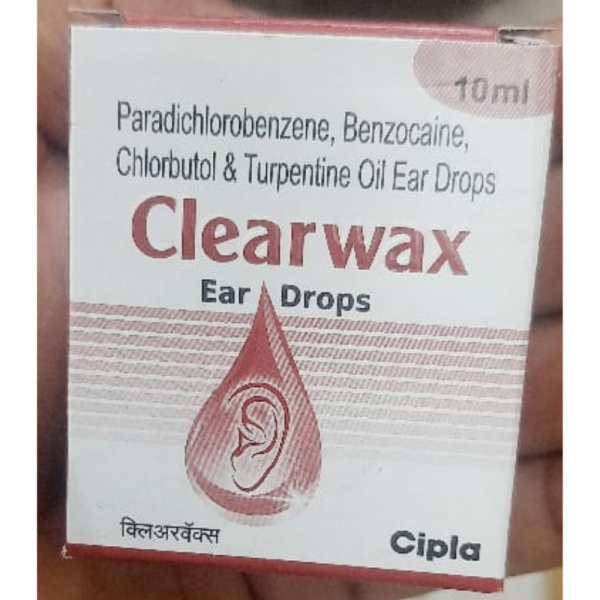 10ml
Paradichlorobenzene, Benzocaine,
Chlorbutol & Turpentine Oil Ear Drops
Clearwax
Ear Drops
क्लिअरवॅक्स
Cipla